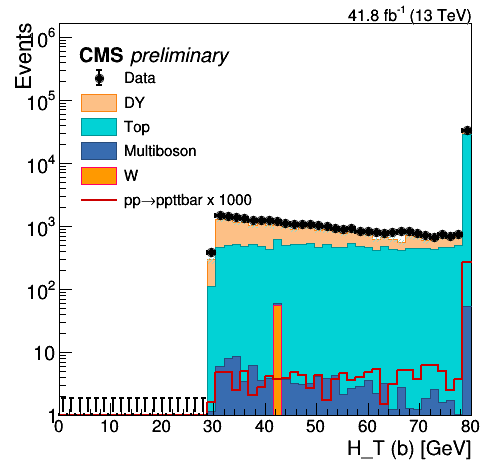 41.8 fb⁻¹ (13 TeV)
Events
CMS preliminary
Data
DY
Top
Multiboson
W
pp→ppttbar x 1000
10⁶
10⁵
10⁴
10³
10²
10
1
0 10 20 30 40 50 60 70 80
H_T (b) [GeV]